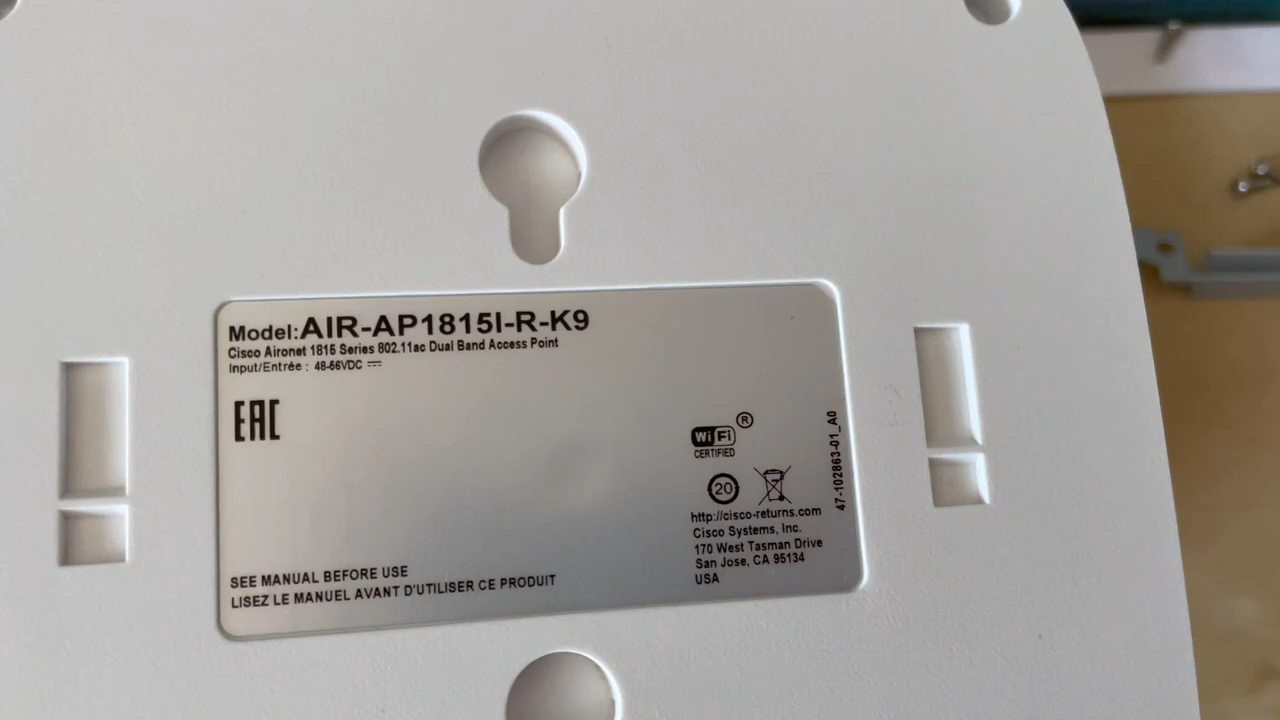 Model:AIR-AP1815I-R-K9
Cisco Aironet 1815 Series 802.11ac Dual Band Access Point
Input/Entrée : 48-56VDC ⎓
EAC
Wi Fi ®
CERTIFIED
20
http://cisco-returns.com
Cisco Systems, Inc.
170 West Tasman Drive
San Jose, CA 95134
USA
47-102863-01_A0
SEE MANUAL BEFORE USE
LISEZ LE MANUEL AVANT D'UTILISER CE PRODUIT